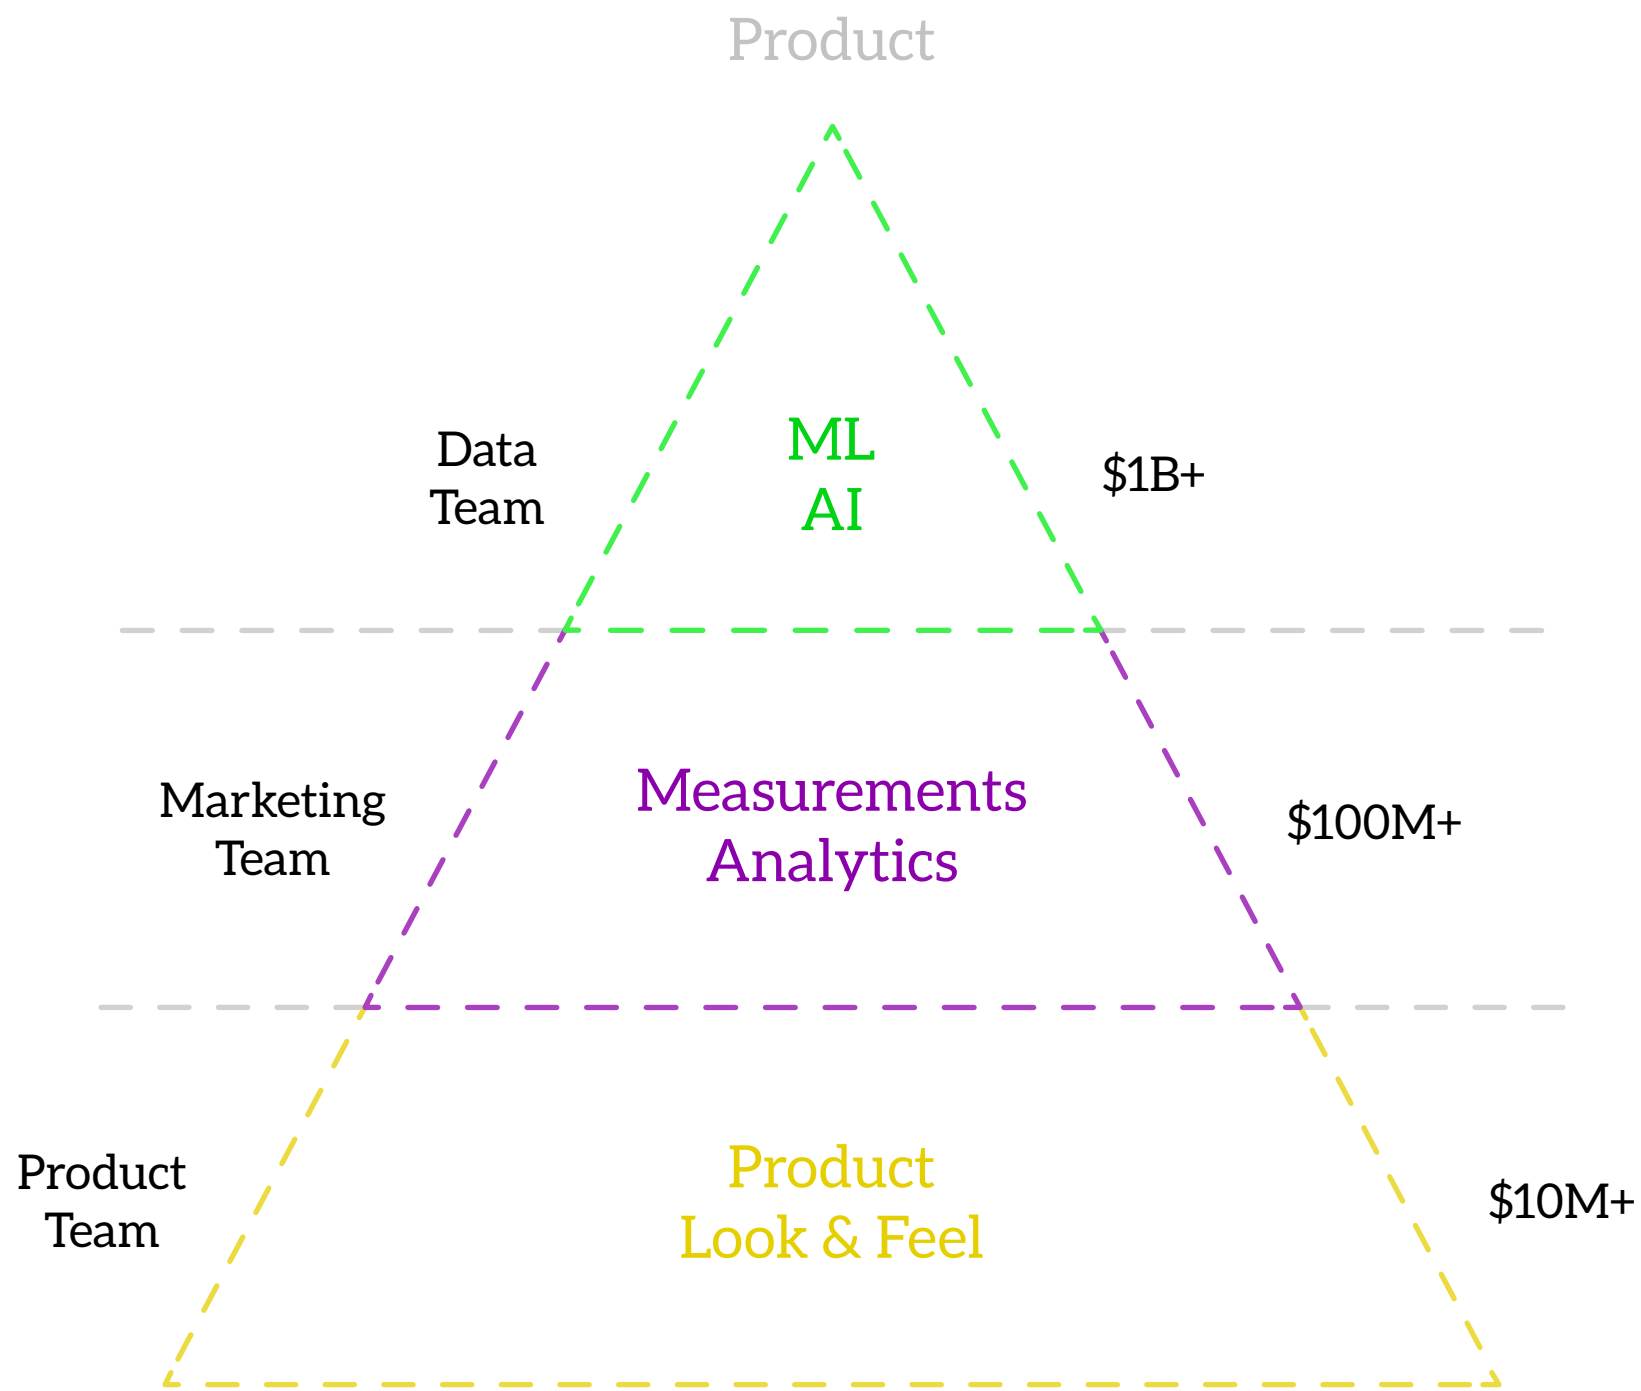 Product
Data
Team
ML
AI
$1B+
Marketing
Team
Measurements
Analytics
$100M+
Product
Team
Product
Look & Feel
$10M+